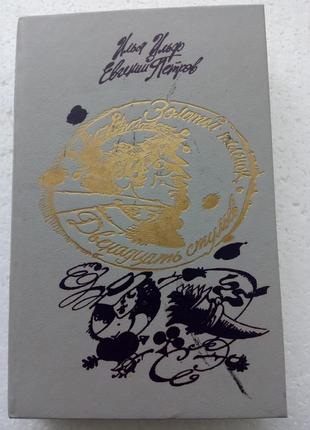 Илья Ильф
Евгений Петров
Золотой теленок
Двенадцать стульев